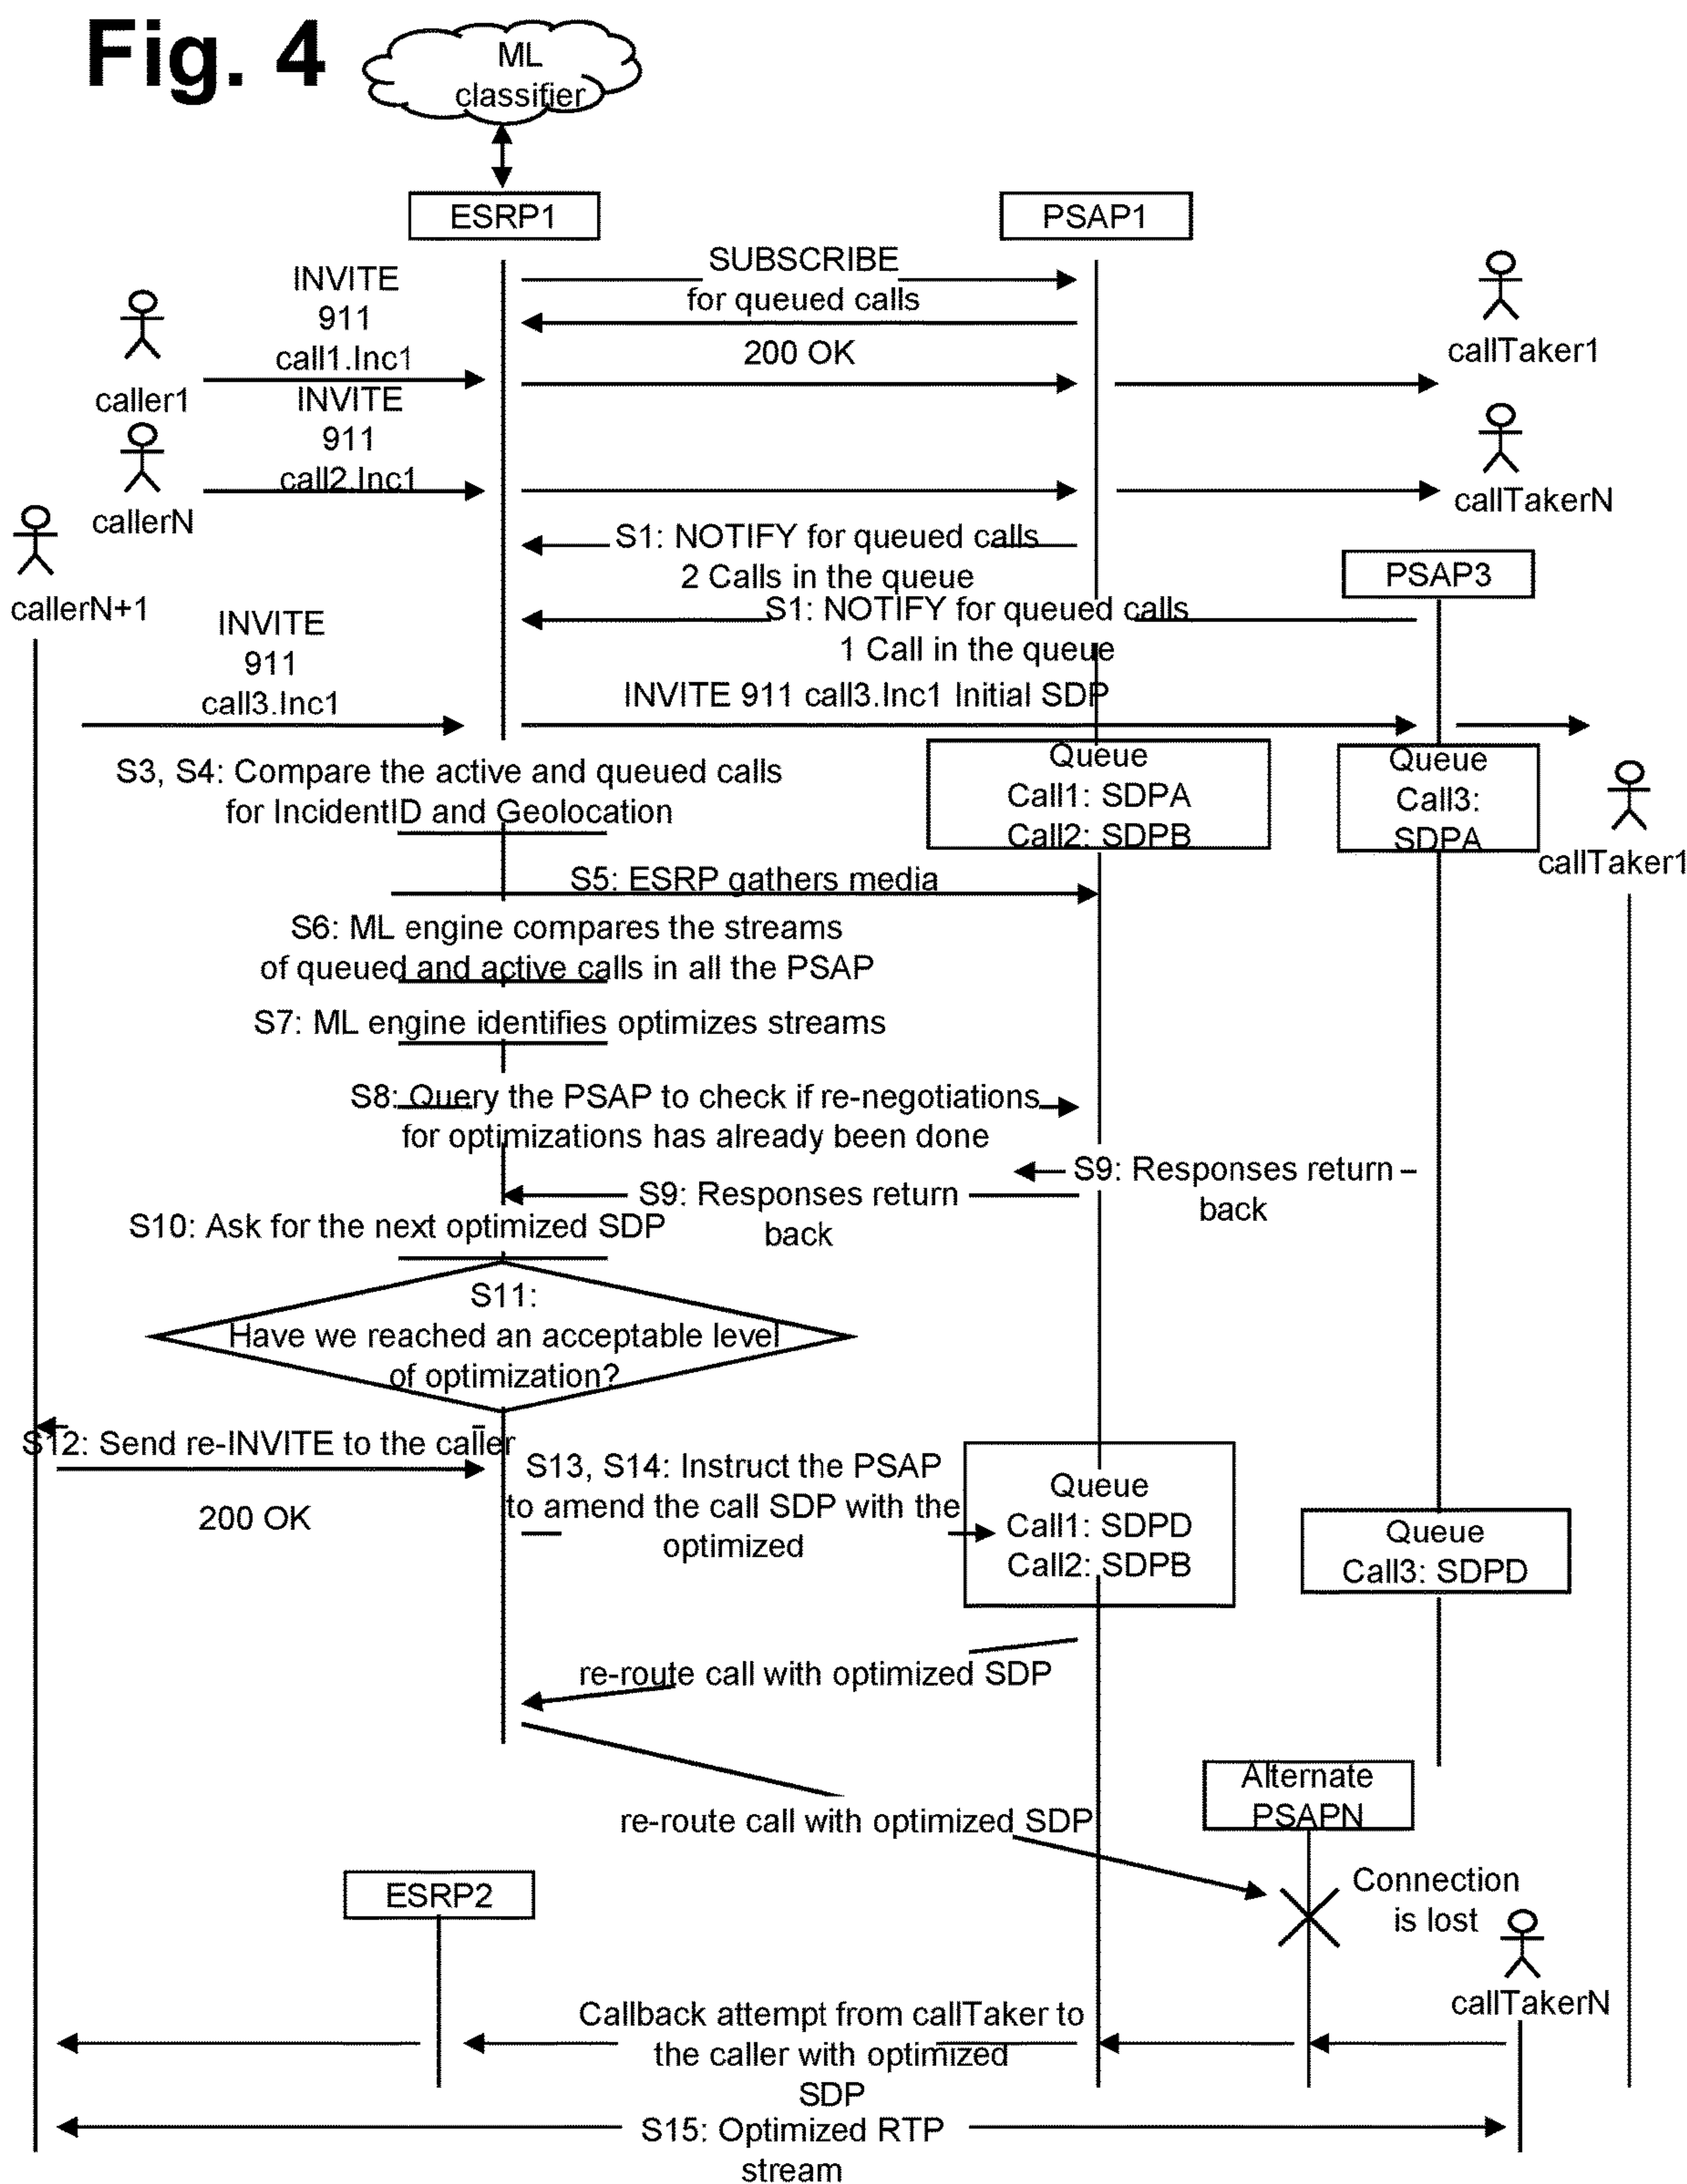 Fig. 4
ML
classifier
ESRP1
PSAP1
SUBSCRIBE
for queued calls
200 OK
INVITE
911
call1.Inc1
caller1
callTaker1
INVITE
911
call2.Inc1
callerN
callTakerN
callerN+1
S1: NOTIFY for queued calls
2 Calls in the queue
PSAP3
S1: NOTIFY for queued calls
1 Call in the queue
INVITE
911
call3.Inc1
INVITE 911 call3.Inc1 Initial SDP
S3, S4: Compare the active and queued calls
for IncidentID and Geolocation
Queue
Call1: SDPA
Call2: SDPB
Queue
Call3:
SDPA
callTaker1
S5: ESRP gathers media
S6: ML engine compares the streams
of queued and active calls in all the PSAP
S7: ML engine identifies optimizes streams
S8: Query the PSAP to check if re-negotiations
for optimizations has already been done
S9: Responses return
back
S9: Responses return
back
S10: Ask for the next optimized SDP
S11:
Have we reached an acceptable level
of optimization?
S12: Send re-INVITE to the caller
200 OK
S13, S14: Instruct the PSAP
to amend the call SDP with the
optimized
Queue
Call1: SDPD
Call2: SDPB
Queue
Call3: SDPD
re-route call with optimized SDP
re-route call with optimized SDP
Alternate
PSAPN
Connection
is lost
ESRP2
callTakerN
Callback attempt from callTaker to
the caller with optimized
SDP
S15: Optimized RTP
stream